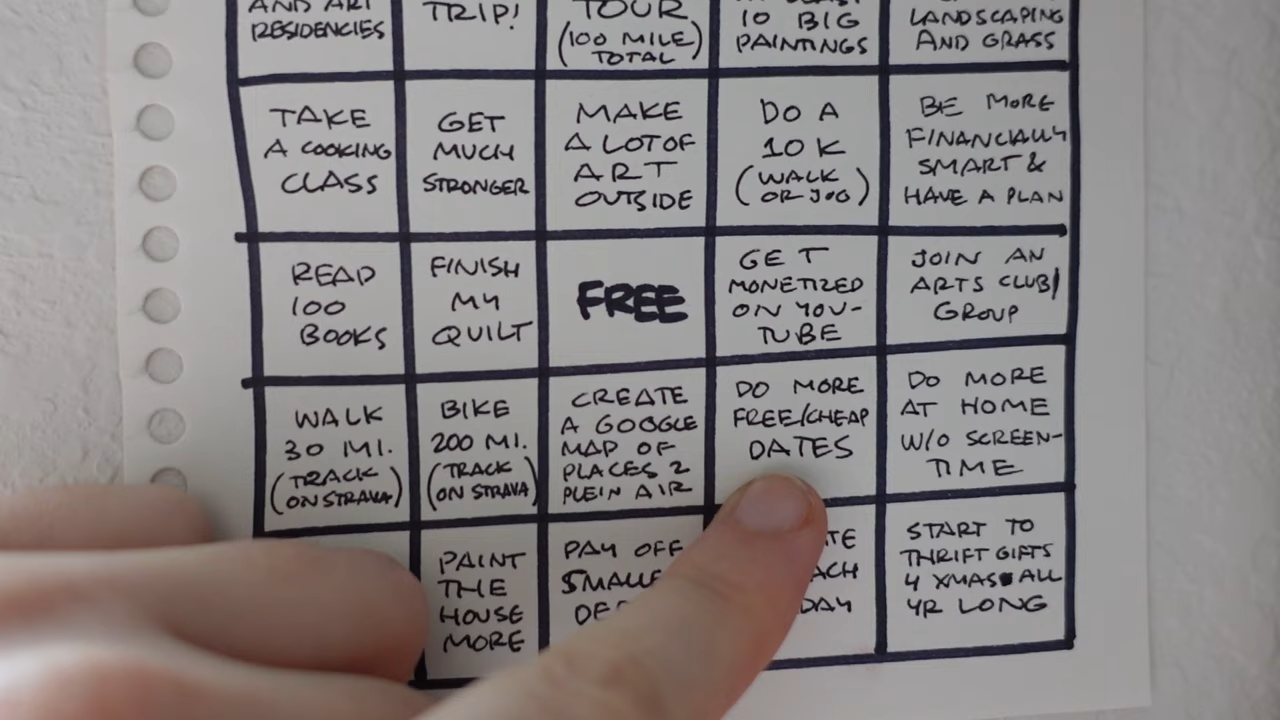 AND ART
RESIDENCIES
TRIP!
TOUR
(100 MILE)
TOTAL
10 BIG
PAINTINGS
LANDSCAPING
AND GRASS
TAKE
A COOKING
CLASS
GET
MUCH
STRONGER
MAKE
A LOT OF
ART
OUTSIDE
DO A
10K
(WALK
OR JOG)
BE MORE
FINANCIALLY
SMART &
HAVE A PLAN
READ
100
BOOKS
FINISH
MY
QUILT
FREE
GET
MONETIZED
ON YOU-
TUBE
JOIN AN
ARTS CLUB/
GROUP
WALK
30 MI.
(TRACK
ON STRAVA)
BIKE
200 MI.
(TRACK
ON STRAVA)
CREATE
A GOOGLE
MAP OF
PLACES 2
PLEIN AIR
DO MORE
FREE/CHEAP
DATES
DO MORE
AT HOME
W/O SCREEN-
TIME
PAINT
THE
HOUSE
MORE
PAY OFF
START TO
THRIFT GIFTS
4 XMAS ALL
YR LONG